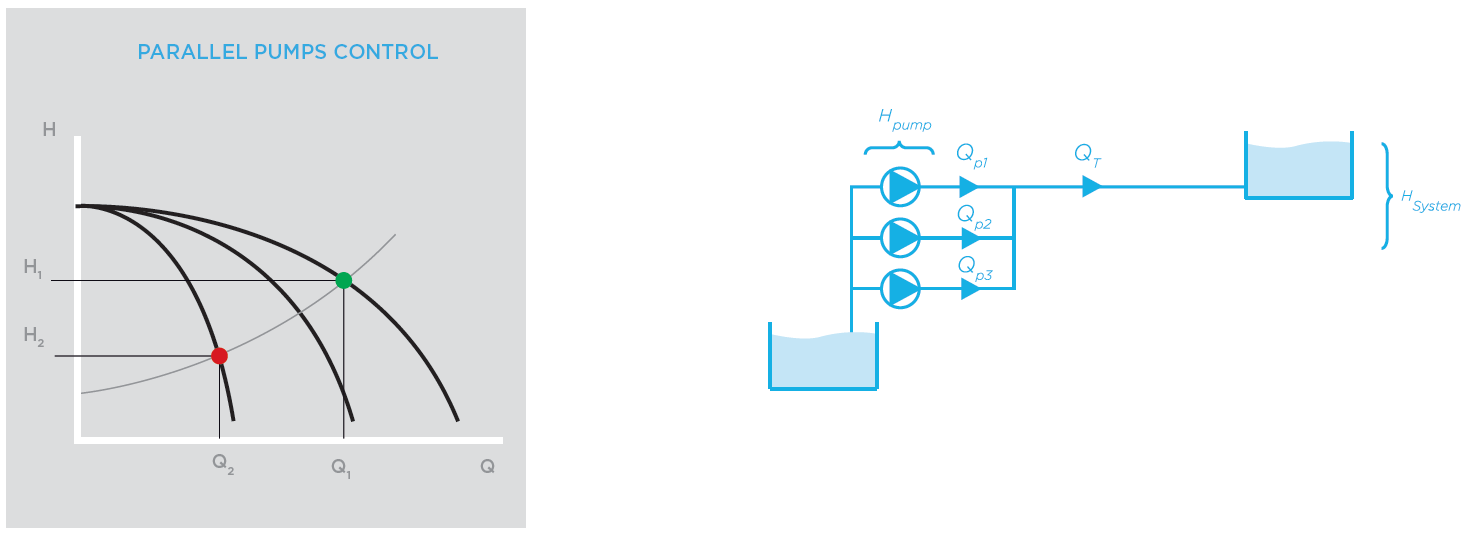 PARALLEL PUMPS CONTROL
H
H1
H2
Q2
Q1
Q
Hpump
Qp1
QT
Qp2
Qp3
HSystem